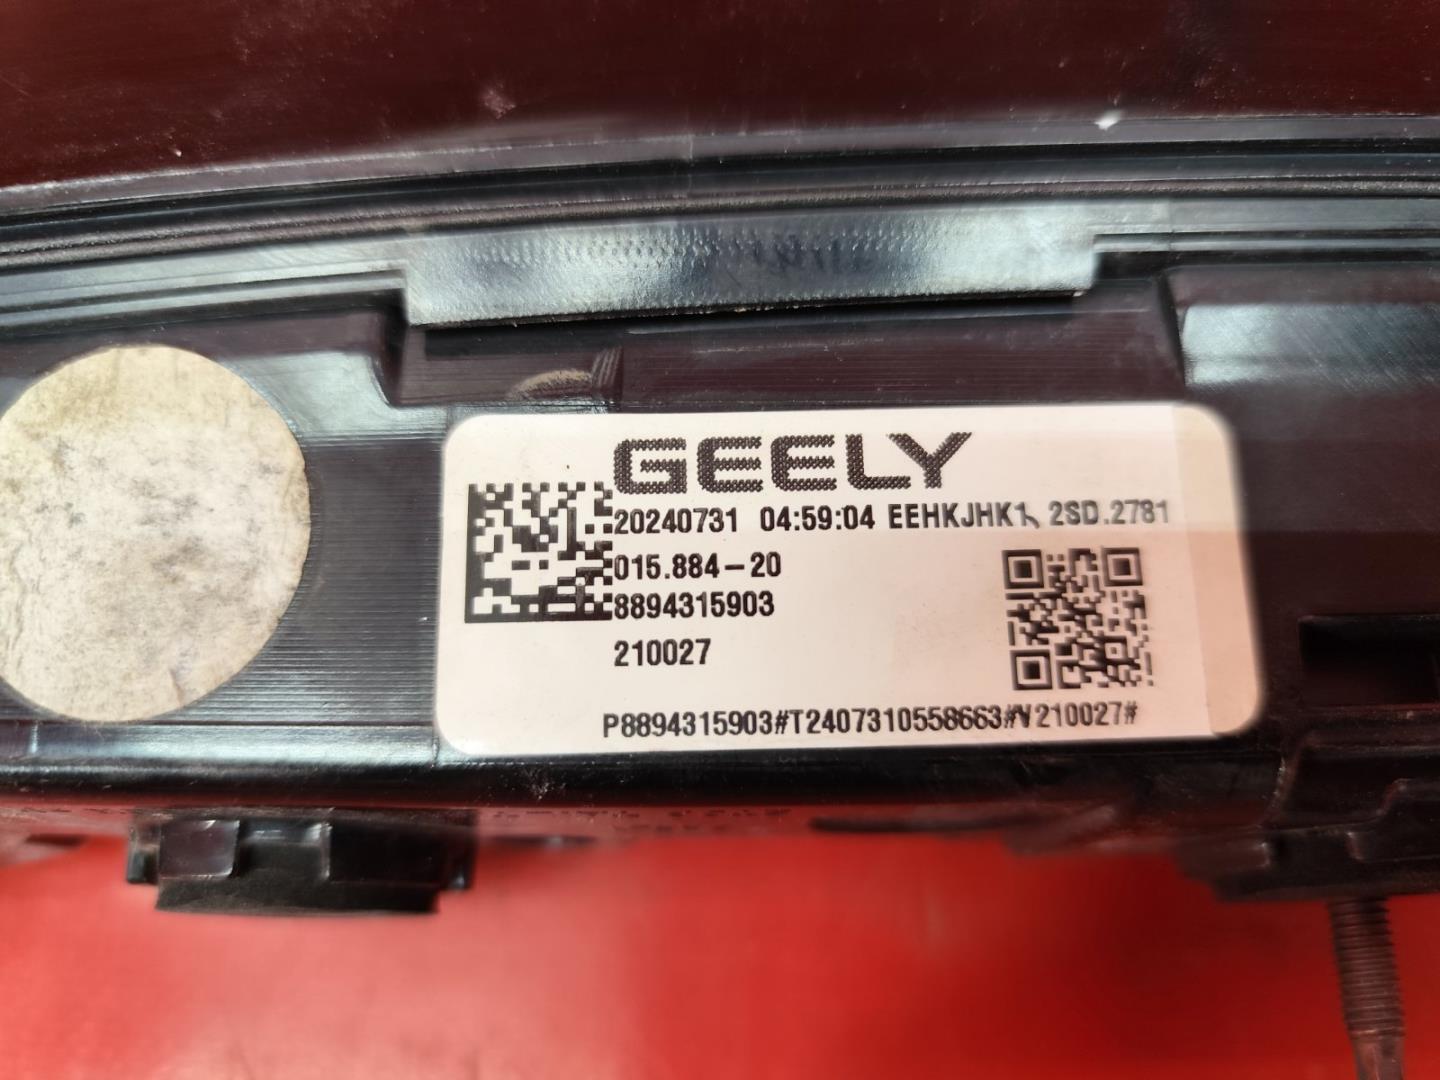 GEELY
20240731 04:59:04 EEHKJHK1、2SD.2781
015.884-20
8894315903
210027
P8894315903#T2407310558663#V210027#